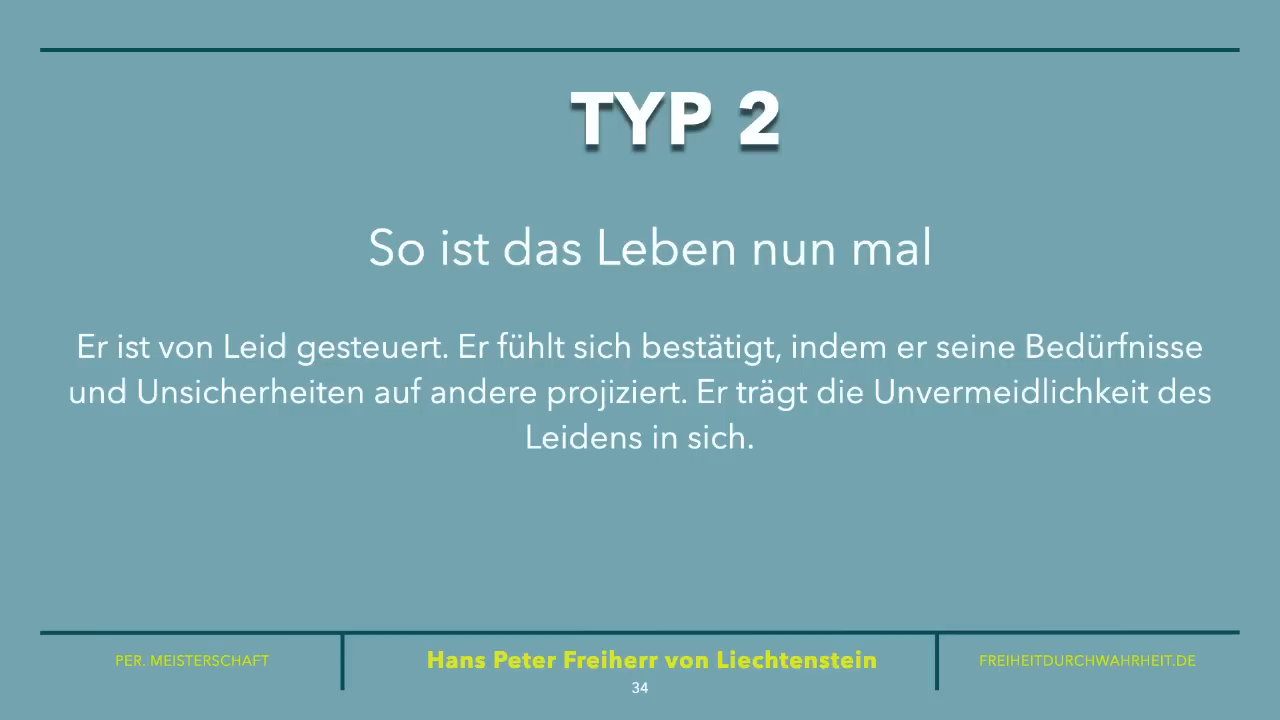 TYP 2
So ist das Leben nun mal
Er ist von Leid gesteuert. Er fühlt sich bestätigt, indem er seine Bedürfnisse
und Unsicherheiten auf andere projiziert. Er trägt die Unvermeidlichkeit des
Leidens in sich.
PER. MEISTERSCHAFT
Hans Peter Freiherr von Liechtenstein
FREIHEITDURCHWAHRHEIT.DE
34